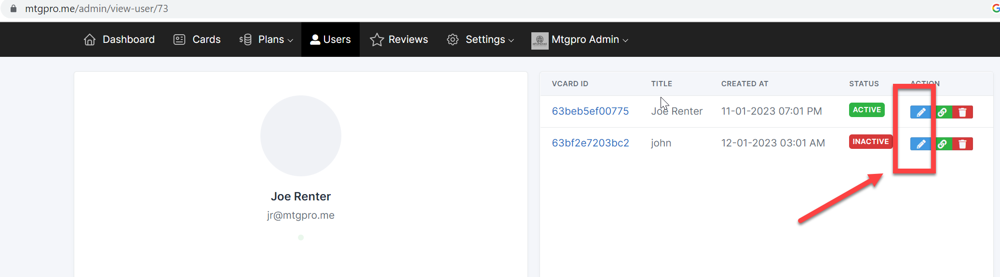 mtgpro.me/admin/view-user/73
Dashboard Cards Plans Users Reviews Settings Mtgpro Admin
MTGPRO.ME
VCARD ID TITLE CREATED AT STATUS ACTION
63beb5ef00775 Joe Renter 11-01-2023 07:01 PM ACTIVE
63bf2e7203bc2 john 12-01-2023 03:01 AM INACTIVE
Joe Renter
jr@mtgpro.me